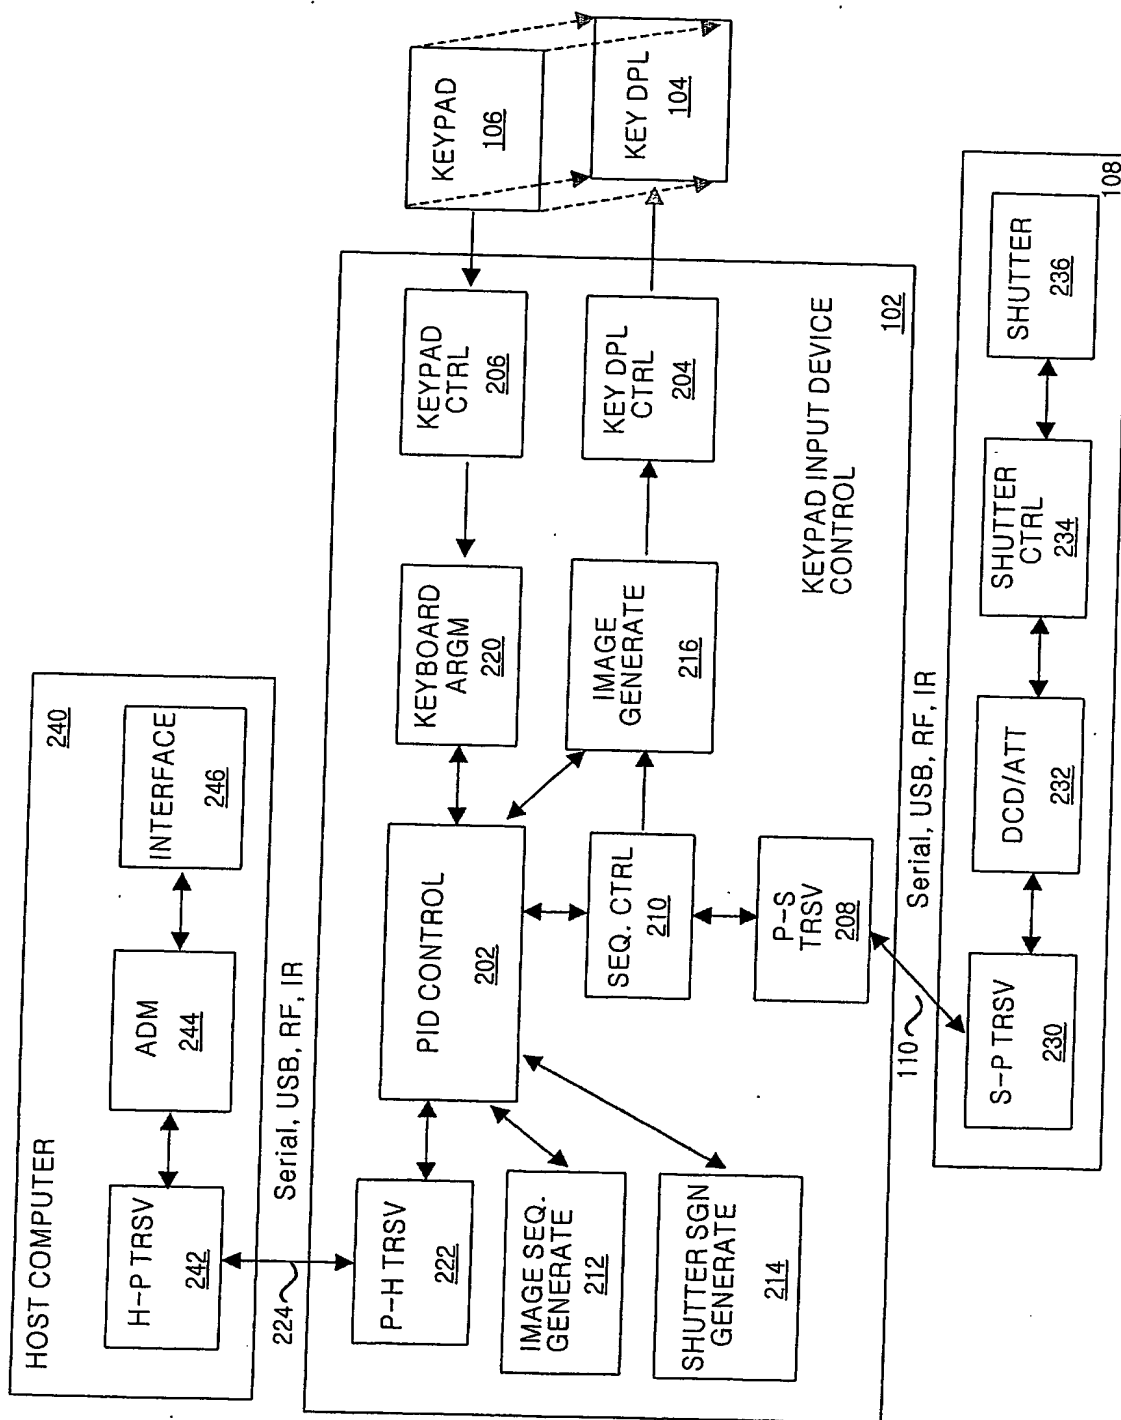 HOST COMPUTER
240
H-P TRSV
242
ADM
244
INTERFACE
246
224
Serial, USB, RF, IR
P-H TRSV
222
PID CONTROL
202
KEYBOARD
ARGM
220
KEYPAD
CTRL
206
KEYPAD
106
IMAGE SEQ.
GENERATE
212
SEQ. CTRL
210
IMAGE
GENERATE
216
KEY DPL
CTRL
204
KEY DPL
104
SHUTTER SGN
GENERATE
214
P-S
TRSV
208
KEYPAD INPUT DEVICE
CONTROL
102
110
Serial, USB, RF, IR
S-P TRSV
230
DCD/ATT
232
SHUTTER
CTRL
234
SHUTTER
236
108